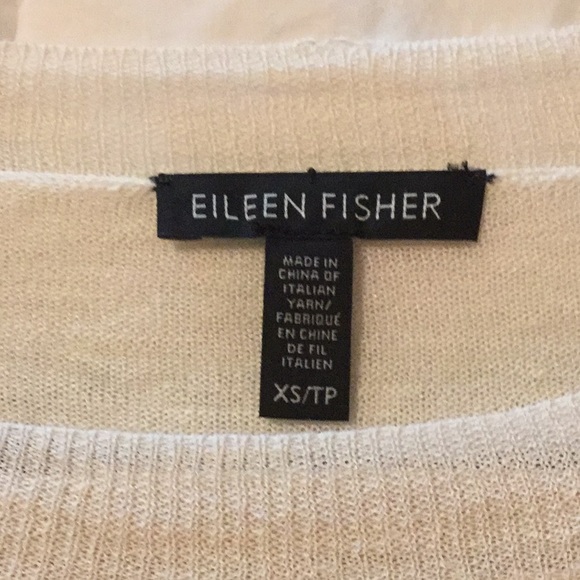 EILEEN FISHER
MADE IN
CHINA OF
ITALIAN
YARN/
FABRIQUÉ
EN CHINE
DE FIL
ITALIEN
XS/TP